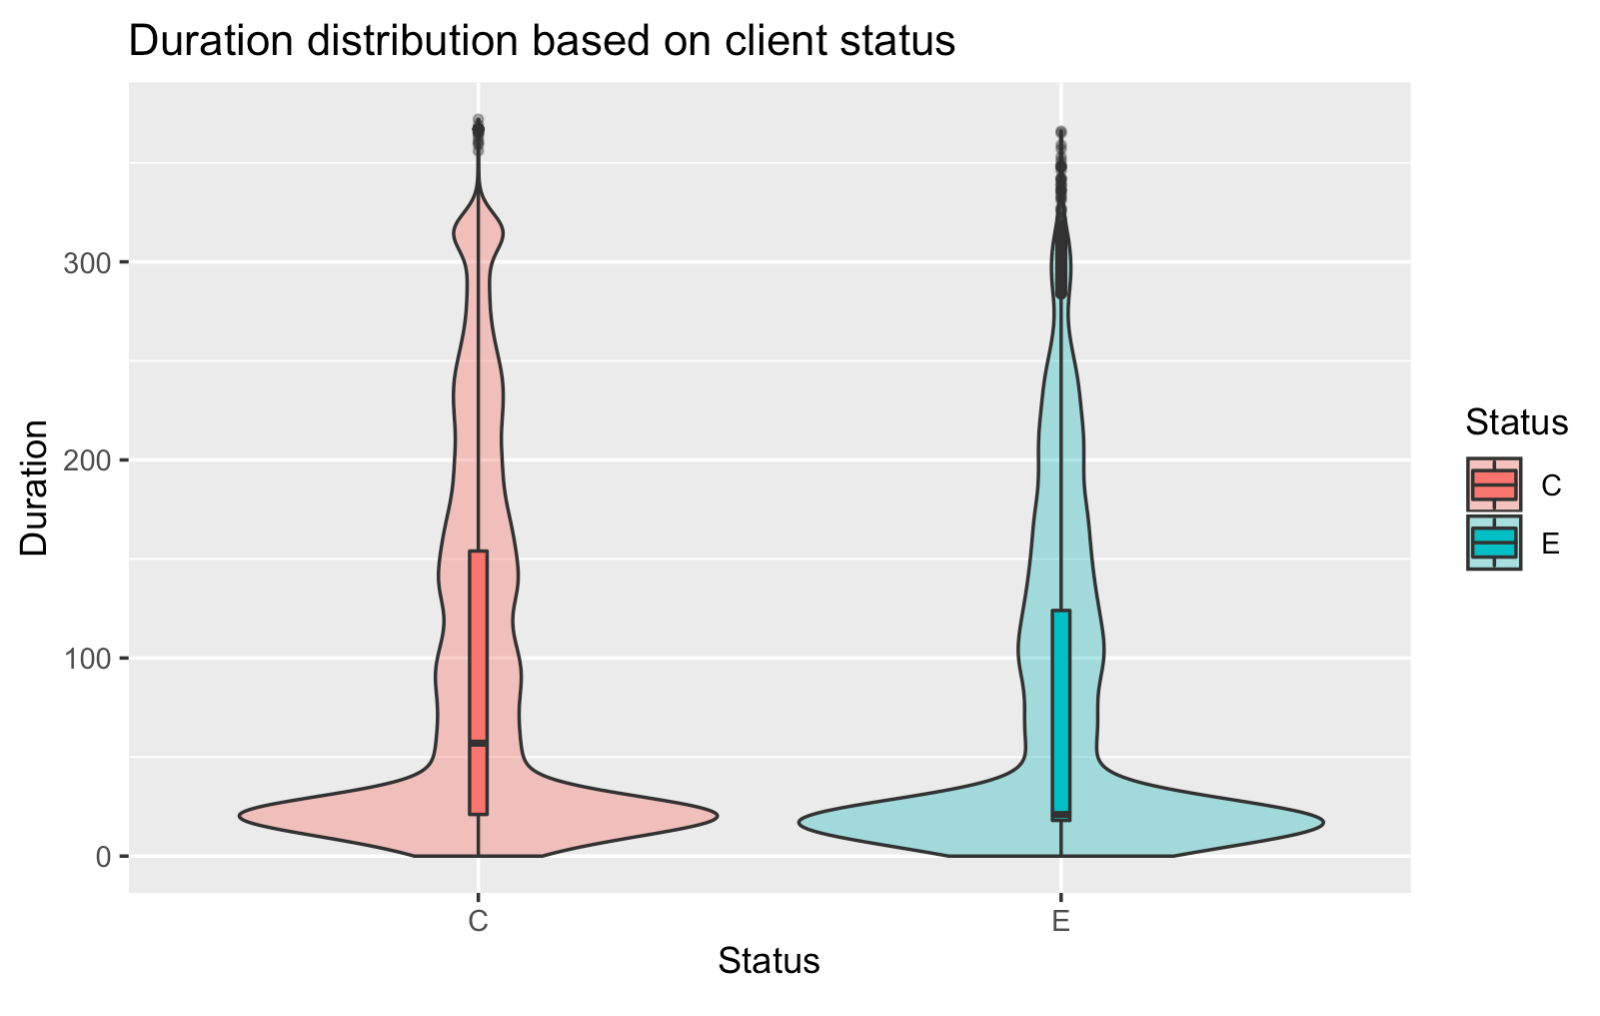 Duration distribution based on client status
Duration
300
200
100
0
C
E
Status
Status
C
E